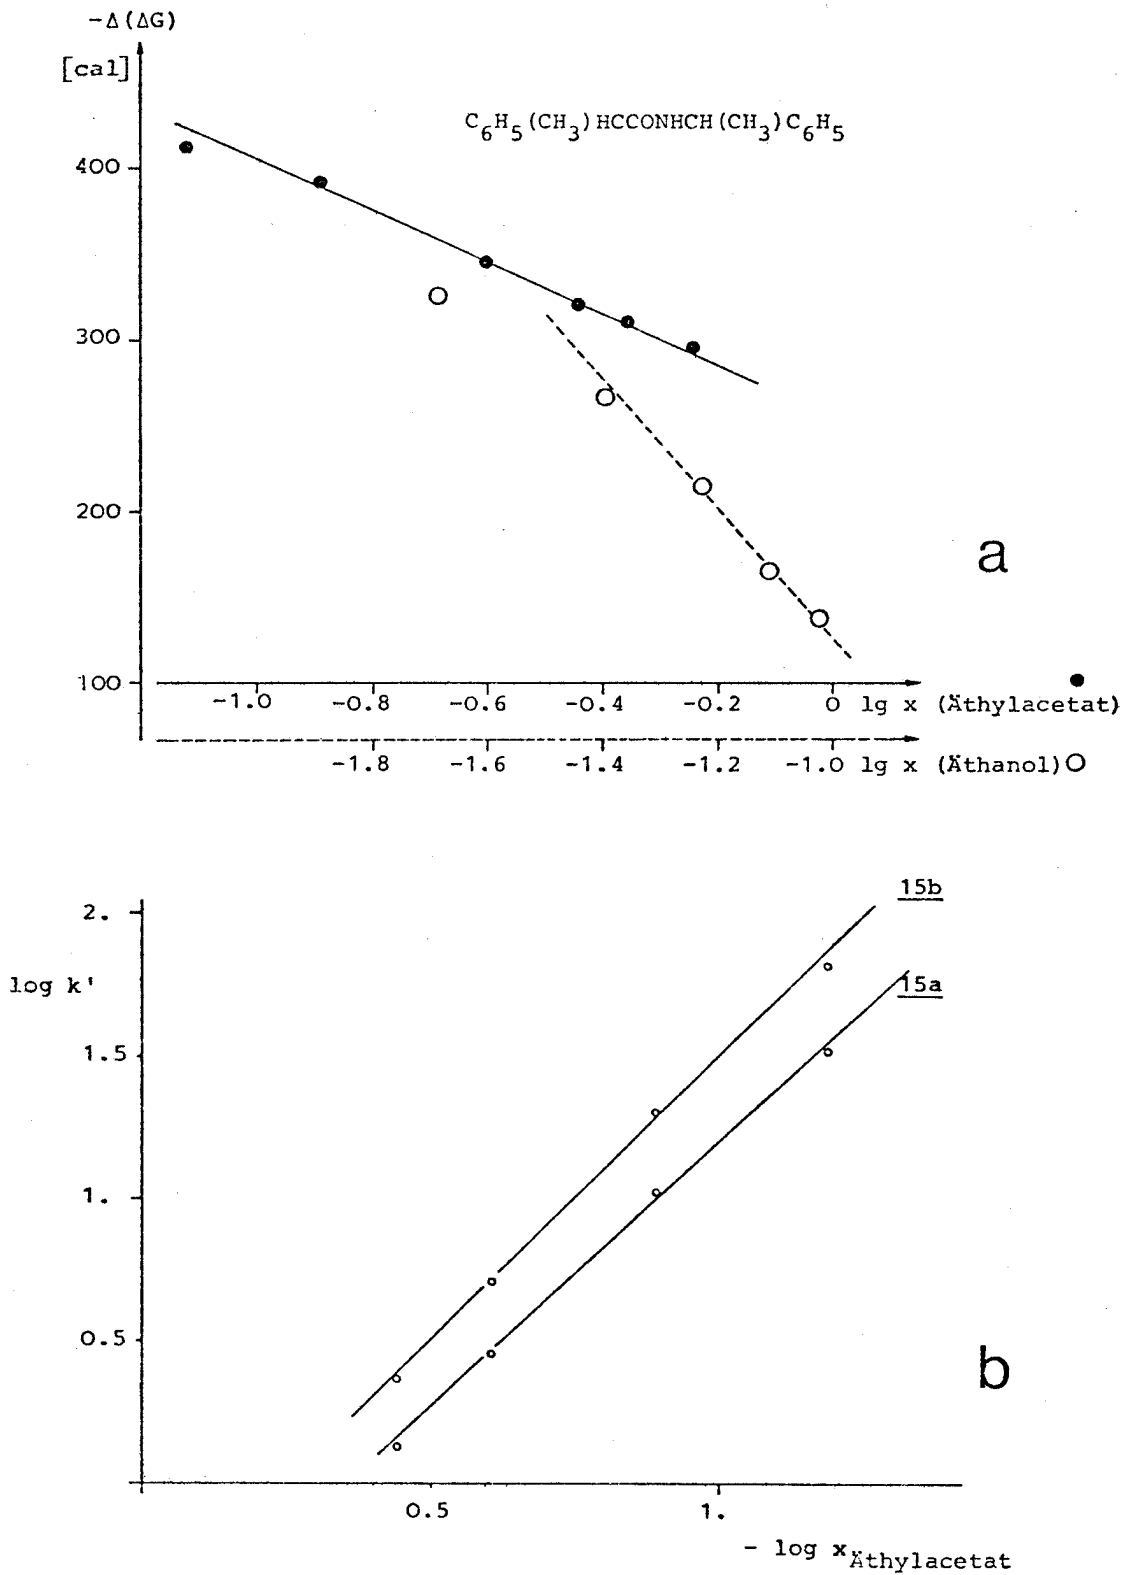 -Δ(ΔG)
[cal]
C6H5(CH3)HCCONHCH(CH3)C6H5
400
300
200
a
100
-1.0 -0.8 -0.6 -0.4 -0.2 0 lg x (Äthylacetat)
-1.8 -1.6 -1.4 -1.2 -1.0 lg x (Äthanol)
15b
2.
log k'
15a
1.5
1.
0.5
b
0.5 1.
- log xÄthylacetat